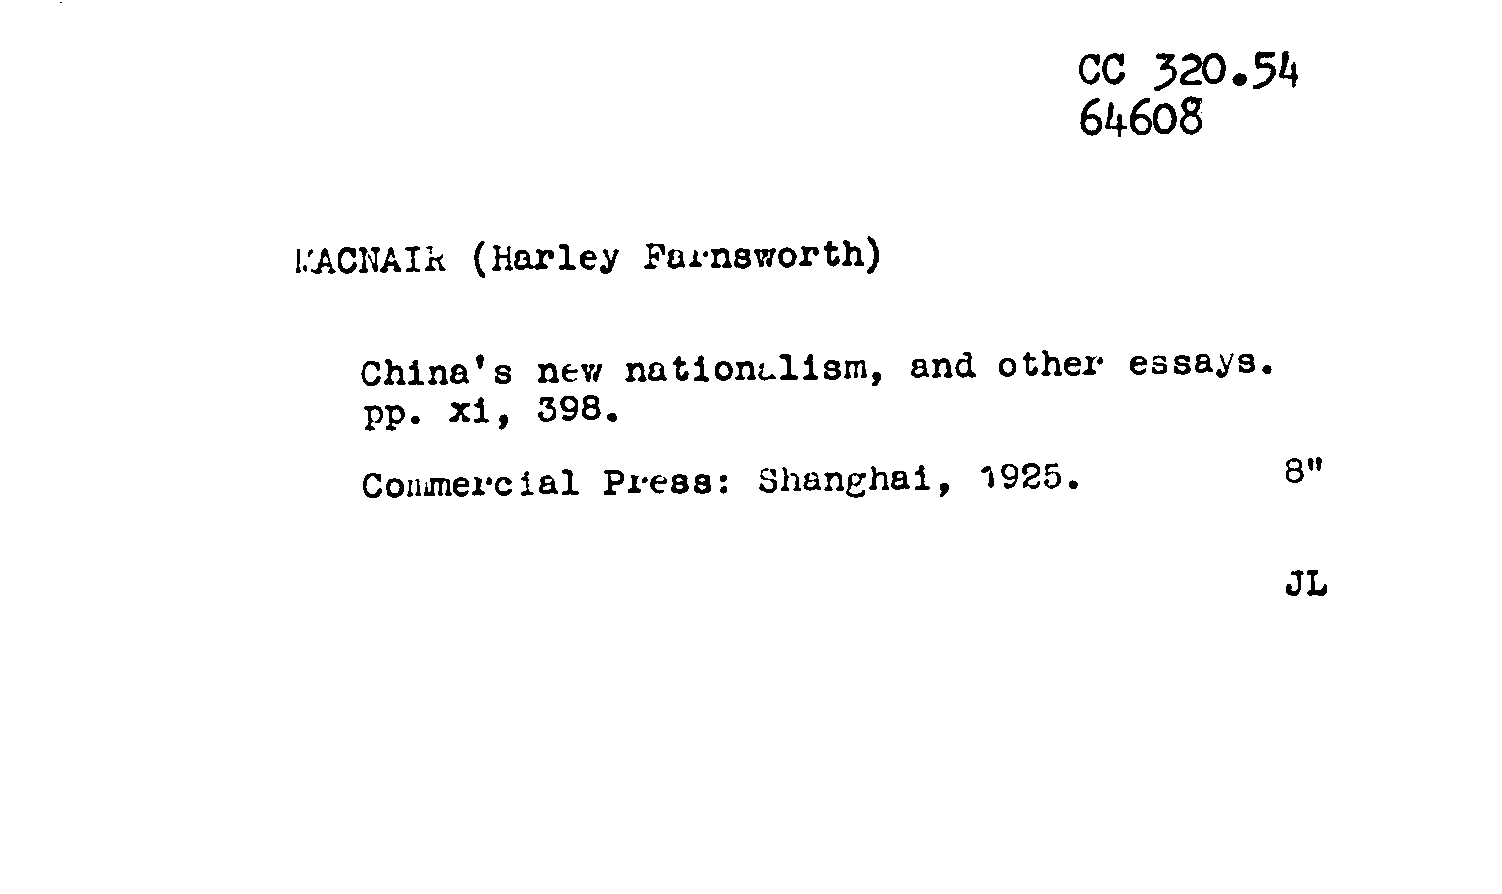 CC 320.54
64608
MACNAIR (Harley Farnsworth)
China's new nationalism, and other essays.
pp. xi, 398.
Commercial Press: Shanghai, 1925. 8"
JL